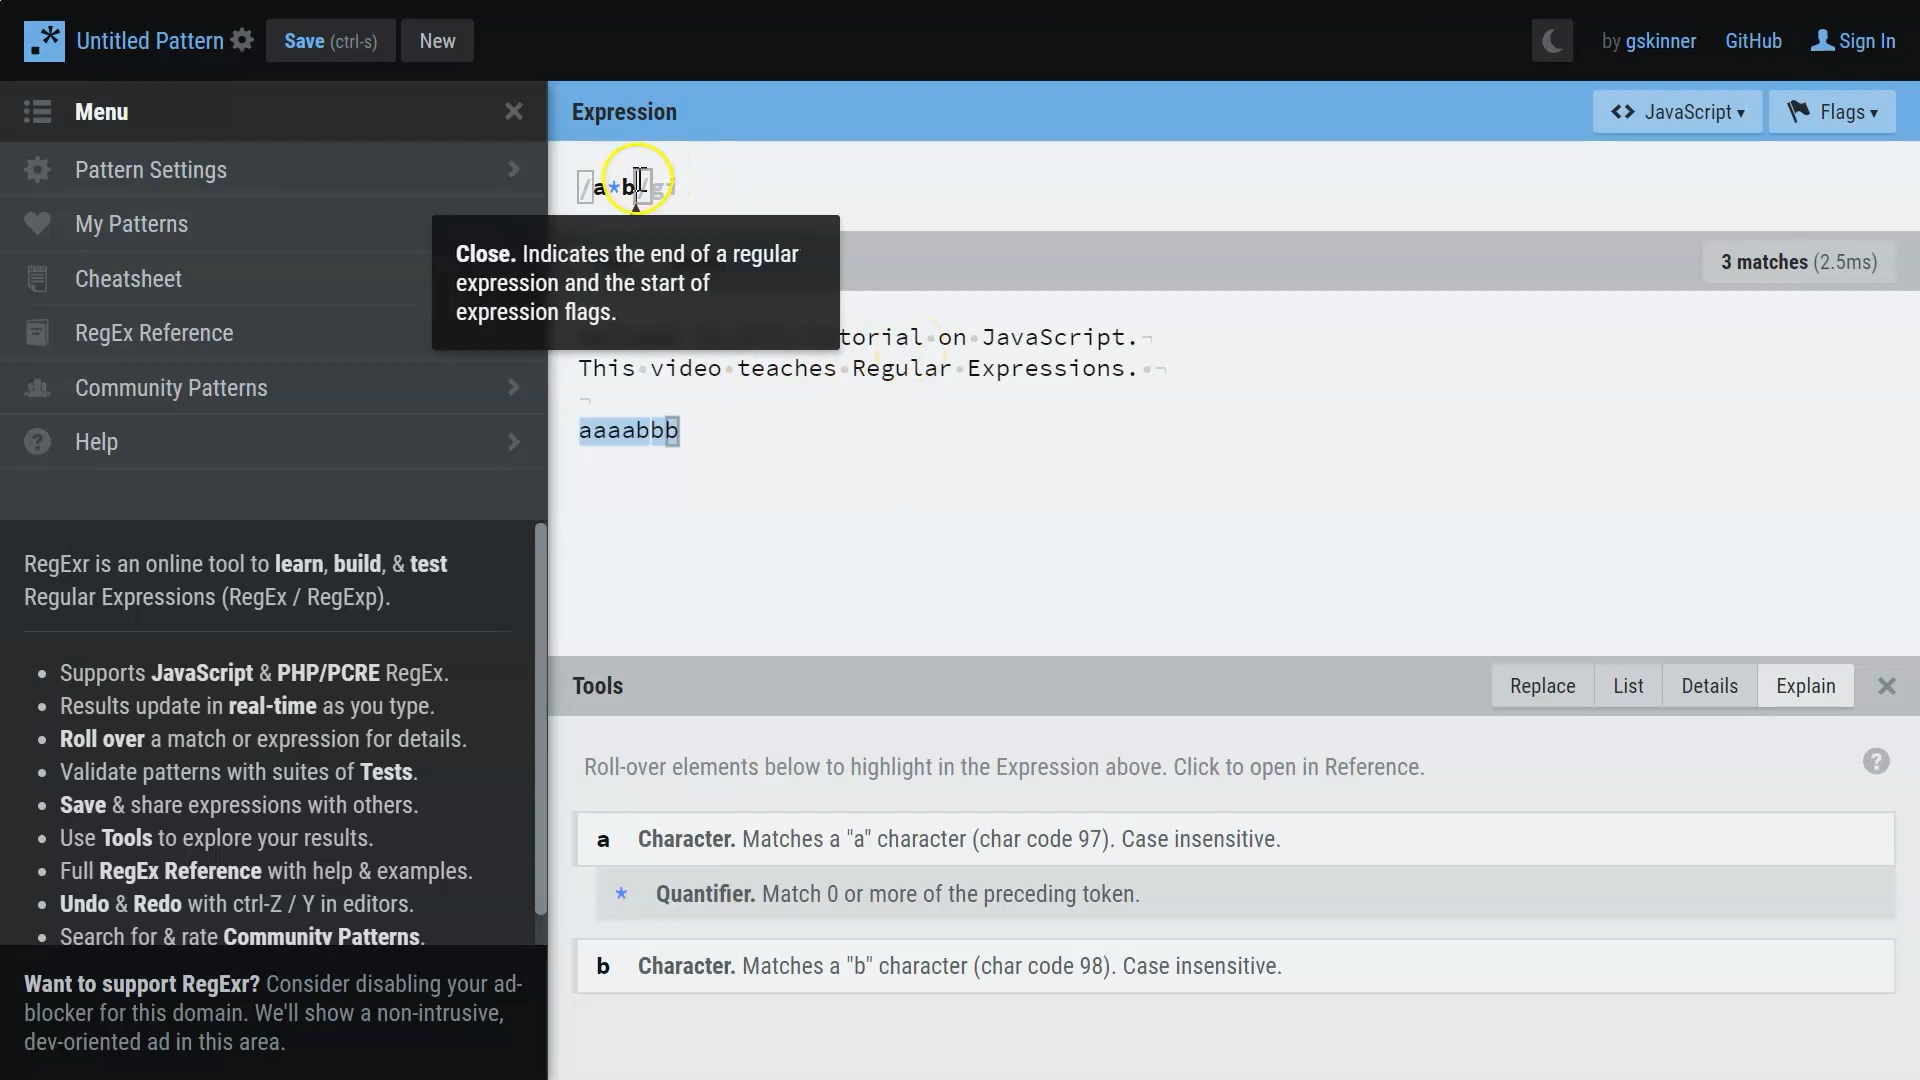 .*
Untitled Pattern
Save (ctrl-s)
New
by gskinner
GitHub
Sign In
Menu
Pattern Settings
My Patterns
Cheatsheet
RegEx Reference
Community Patterns
Help
RegExr is an online tool to learn, build, & test
Regular Expressions (RegEx / RegExp).
• Supports JavaScript & PHP/PCRE RegEx.
• Results update in real-time as you type.
• Roll over a match or expression for details.
• Validate patterns with suites of Tests.
• Save & share expressions with others.
• Use Tools to explore your results.
• Full RegEx Reference with help & examples.
• Undo & Redo with ctrl-Z / Y in editors.
• Search for & rate Community Patterns.
Want to support RegExr? Consider disabling your ad-
blocker for this domain. We'll show a non-intrusive,
dev-oriented ad in this area.
Expression
JavaScript
Flags
/a*b/gi
Close. Indicates the end of a regular
expression and the start of
expression flags.
3 matches (2.5ms)
torial on JavaScript.
This video teaches Regular Expressions.
aaaabbb
Tools
Replace
List
Details
Explain
Roll-over elements below to highlight in the Expression above. Click to open in Reference.
?
a Character. Matches a "a" character (char code 97). Case insensitive.
* Quantifier. Match 0 or more of the preceding token.
b Character. Matches a "b" character (char code 98). Case insensitive.